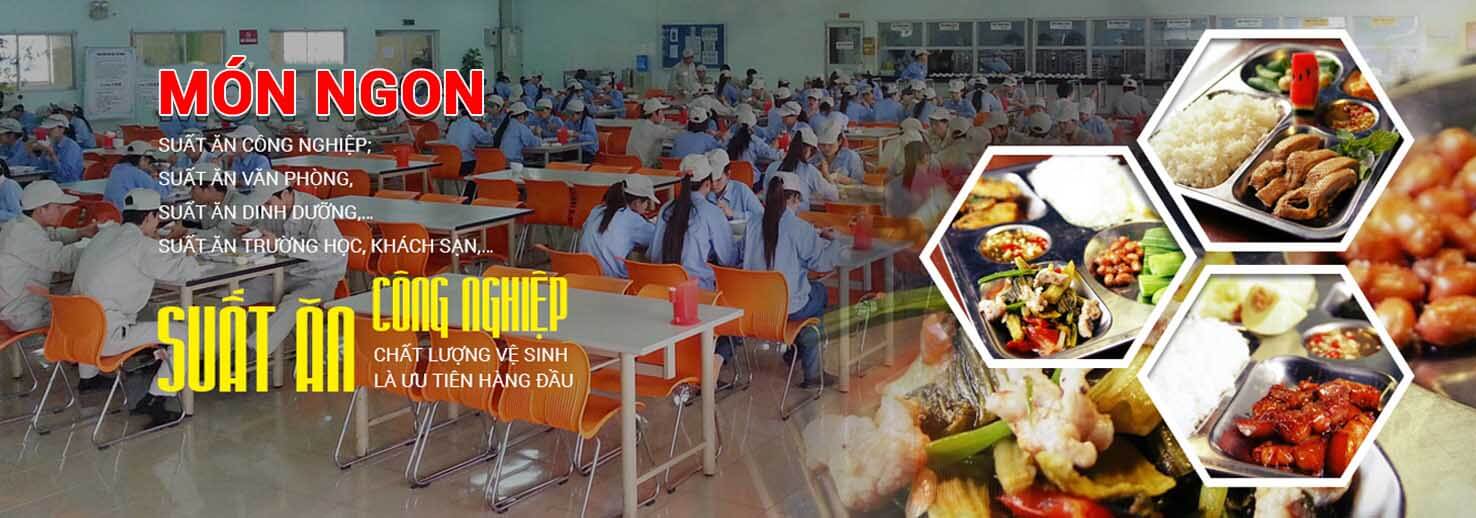 MÓN NGON
SUẤT ĂN CÔNG NGHIỆP;
SUẤT ĂN VĂN PHÒNG,
SUẤT ĂN DINH DƯỠNG,...
SUẤT ĂN TRƯỜNG HỌC, KHÁCH SẠN,...
SUẤT ĂN
CÔNG NGHIỆP
CHẤT LƯỢNG VỆ SINH
LÀ ƯU TIÊN HÀNG ĐẦU